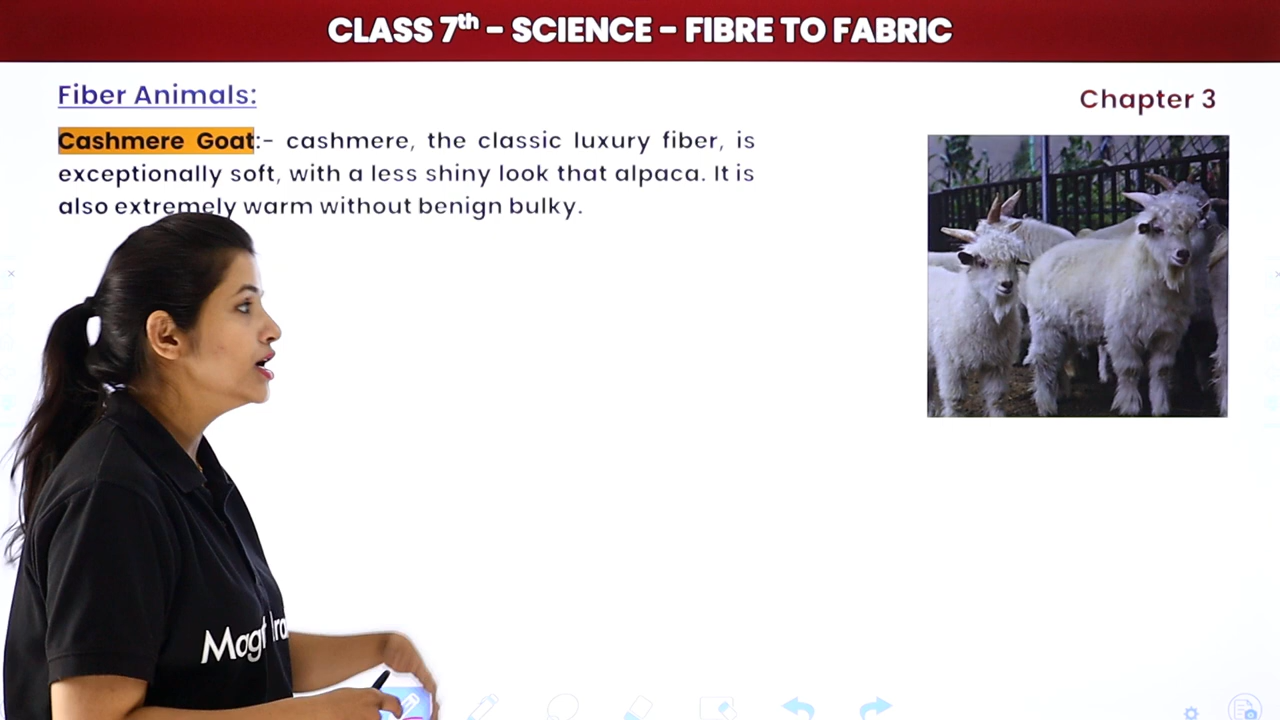 CLASS 7th - SCIENCE - FIBRE TO FABRIC
Fiber Animals:
Chapter 3
Cashmere Goat:- cashmere, the classic luxury fiber, is
exceptionally soft, with a less shiny look that alpaca. It is
also extremely warm without benign bulky.